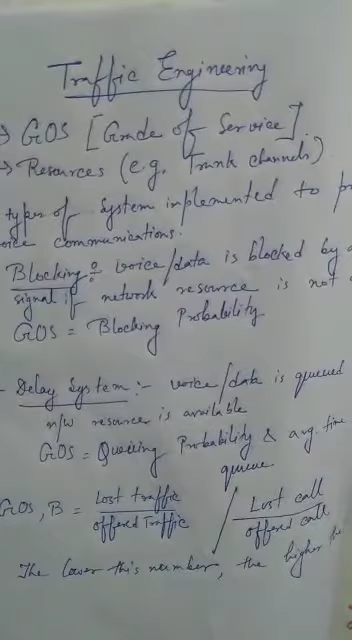 Traffic Engineering
→ GOS [Grade of Service]
→ Resources (e.g. Trunk channels)
types of system implemented to
voice communications.
Blocking :- voice/data is blocked by
signal if network resource is not
GOS = Blocking Probability
- Delay System :- voice/data is queued
n/w resource is available
GOS = Queuing Probability & avg. time
queue
GOS, B = Lost traffic / Lost call
offered Traffic offered call
The lower this number, the higher